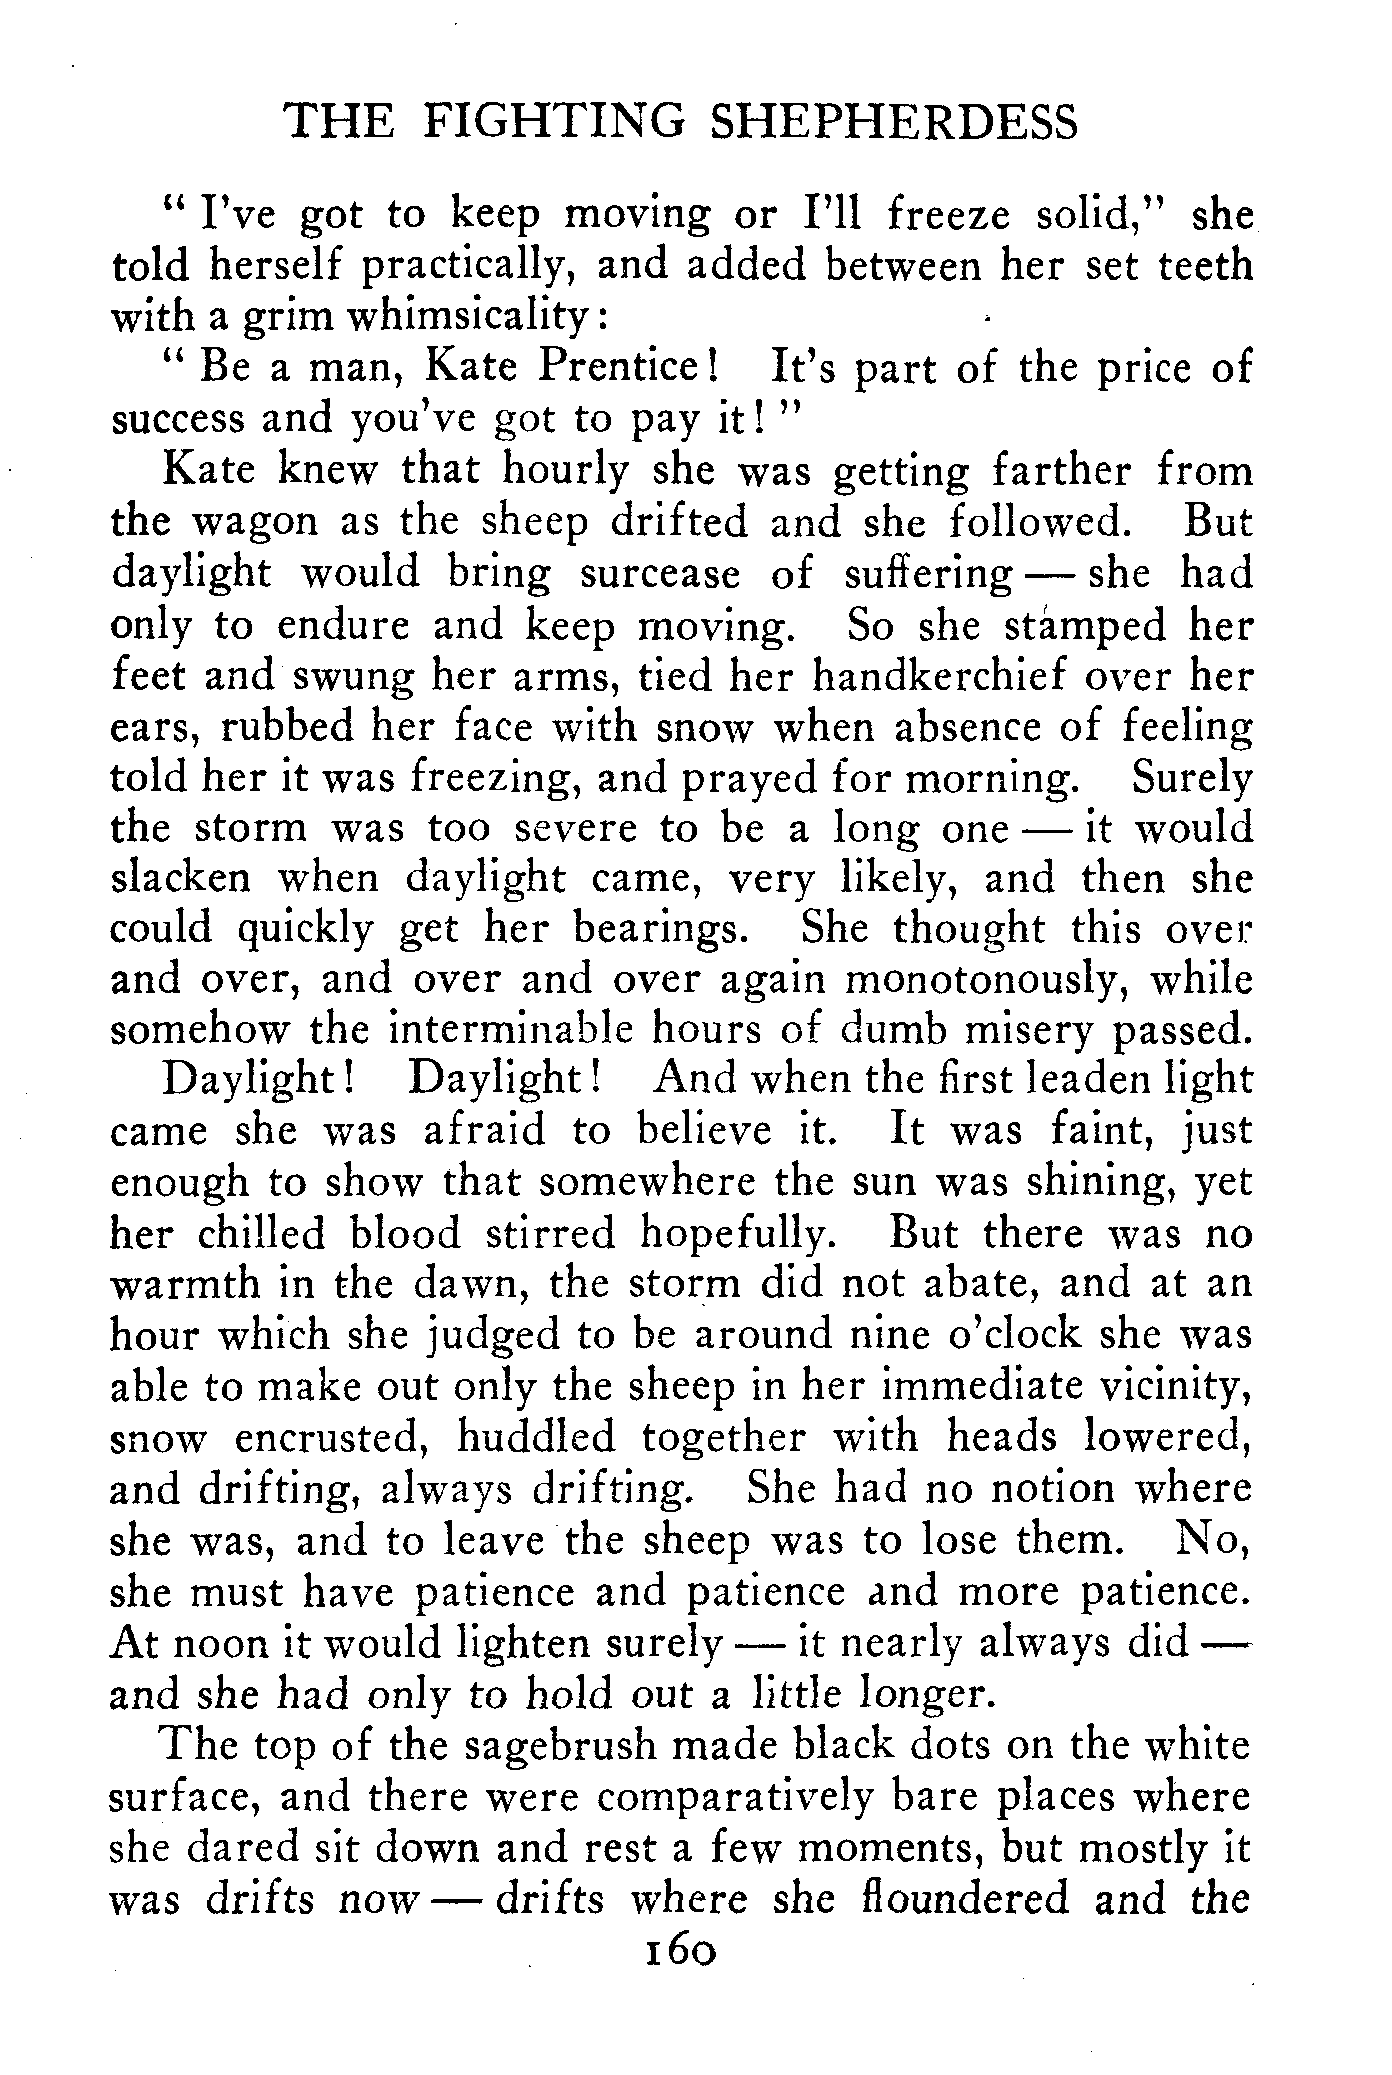 THE FIGHTING SHEPHERDESS
" I've got to keep moving or I'll freeze solid," she
told herself practically, and added between her set teeth
with a grim whimsicality:
" Be a man, Kate Prentice! It's part of the price of
success and you've got to pay it! "
Kate knew that hourly she was getting farther from
the wagon as the sheep drifted and she followed. But
daylight would bring surcease of suffering — she had
only to endure and keep moving. So she stamped her
feet and swung her arms, tied her handkerchief over her
ears, rubbed her face with snow when absence of feeling
told her it was freezing, and prayed for morning. Surely
the storm was too severe to be a long one — it would
slacken when daylight came, very likely, and then she
could quickly get her bearings. She thought this over
and over, and over and over again monotonously, while
somehow the interminable hours of dumb misery passed.
Daylight! Daylight! And when the first leaden light
came she was afraid to believe it. It was faint, just
enough to show that somewhere the sun was shining, yet
her chilled blood stirred hopefully. But there was no
warmth in the dawn, the storm did not abate, and at an
hour which she judged to be around nine o'clock she was
able to make out only the sheep in her immediate vicinity,
snow encrusted, huddled together with heads lowered,
and drifting, always drifting. She had no notion where
she was, and to leave the sheep was to lose them. No,
she must have patience and patience and more patience.
At noon it would lighten surely — it nearly always did —
and she had only to hold out a little longer.
The top of the sagebrush made black dots on the white
surface, and there were comparatively bare places where
she dared sit down and rest a few moments, but mostly it
was drifts now — drifts where she floundered and the
160